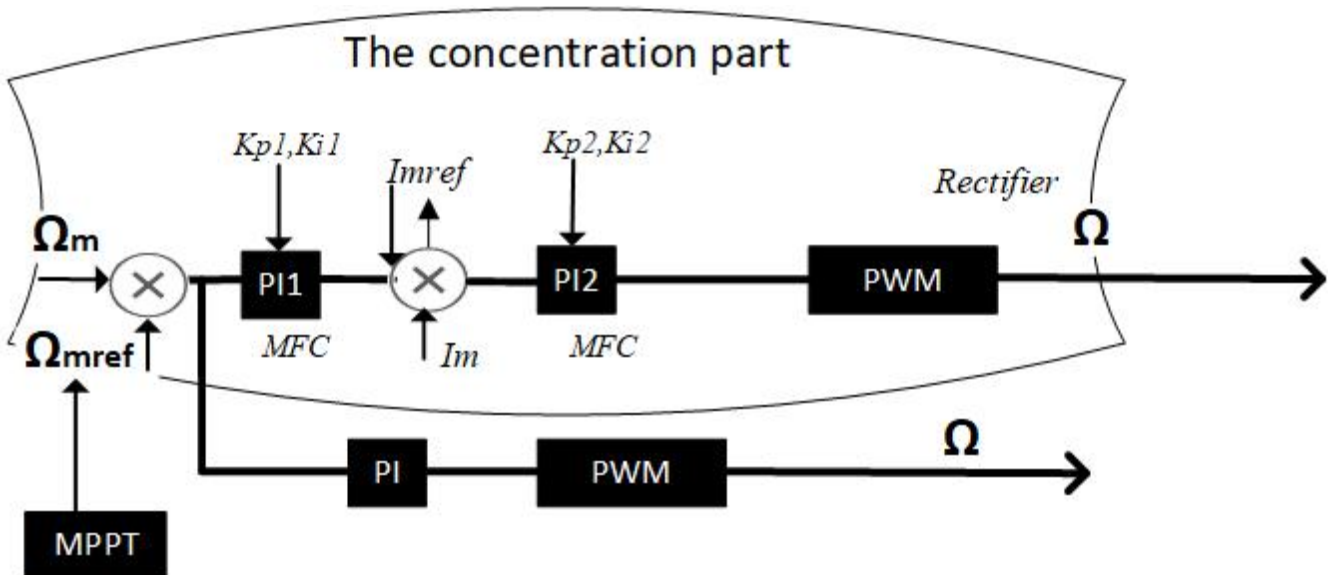 The concentration part
Kp1,Ki1
Imref
Kp2,Ki2
Rectifier
Ωm
Ω
PI1
PI2
PWM
Ωmref
MFC
Im
MFC
Ω
PI
PWM
MPPT